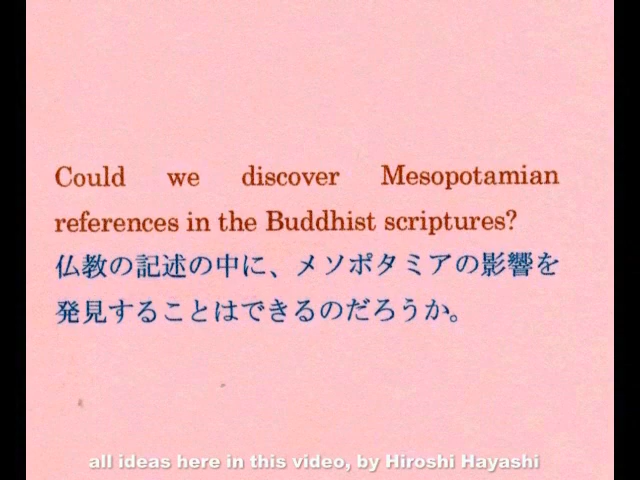 Could we discover Mesopotamian
references in the Buddhist scriptures?
仏教の記述の中に、メソポタミアの影響を
発見することはできるのだろうか。
all ideas here in this video, by Hiroshi Hayashi